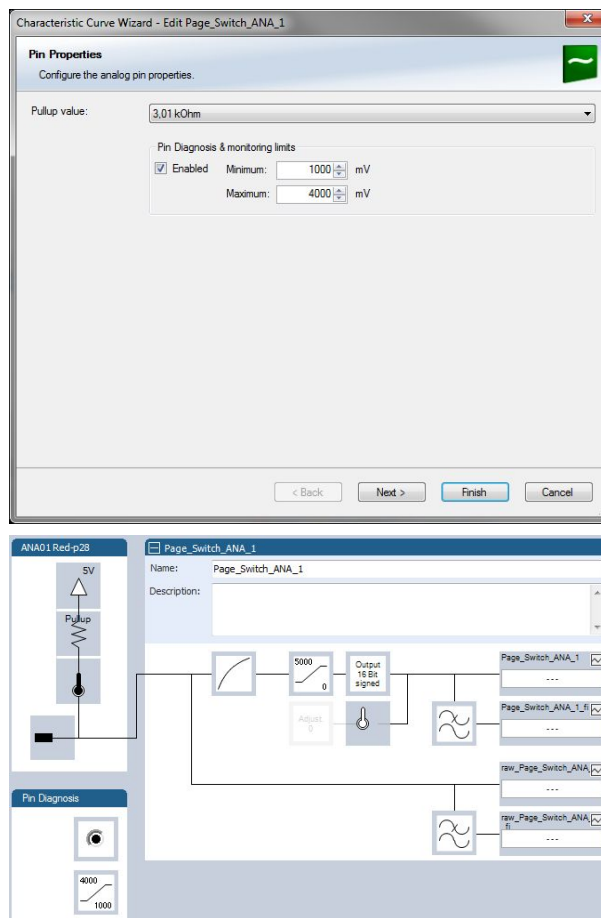 Characteristic Curve Wizard - Edit Page_Switch_ANA_1
Pin Properties
Configure the analog pin properties.
Pullup value:
3,01 kOhm
Pin Diagnosis & monitoring limits
Enabled
Minimum:
1000
mV
Maximum:
4000
mV
< Back
Next >
Finish
Cancel
ANA01 Red-p28
5V
Pullup
Page_Switch_ANA_1
Name:
Page_Switch_ANA_1
Description:
5000
0
Output
16 Bit
signed
Adjust
0
Page_Switch_ANA_1
---
Page_Switch_ANA_1_fi
---
raw_Page_Switch_ANA_
---
raw_Page_Switch_ANA_
fi
---
Pin Diagnosis
4000
1000